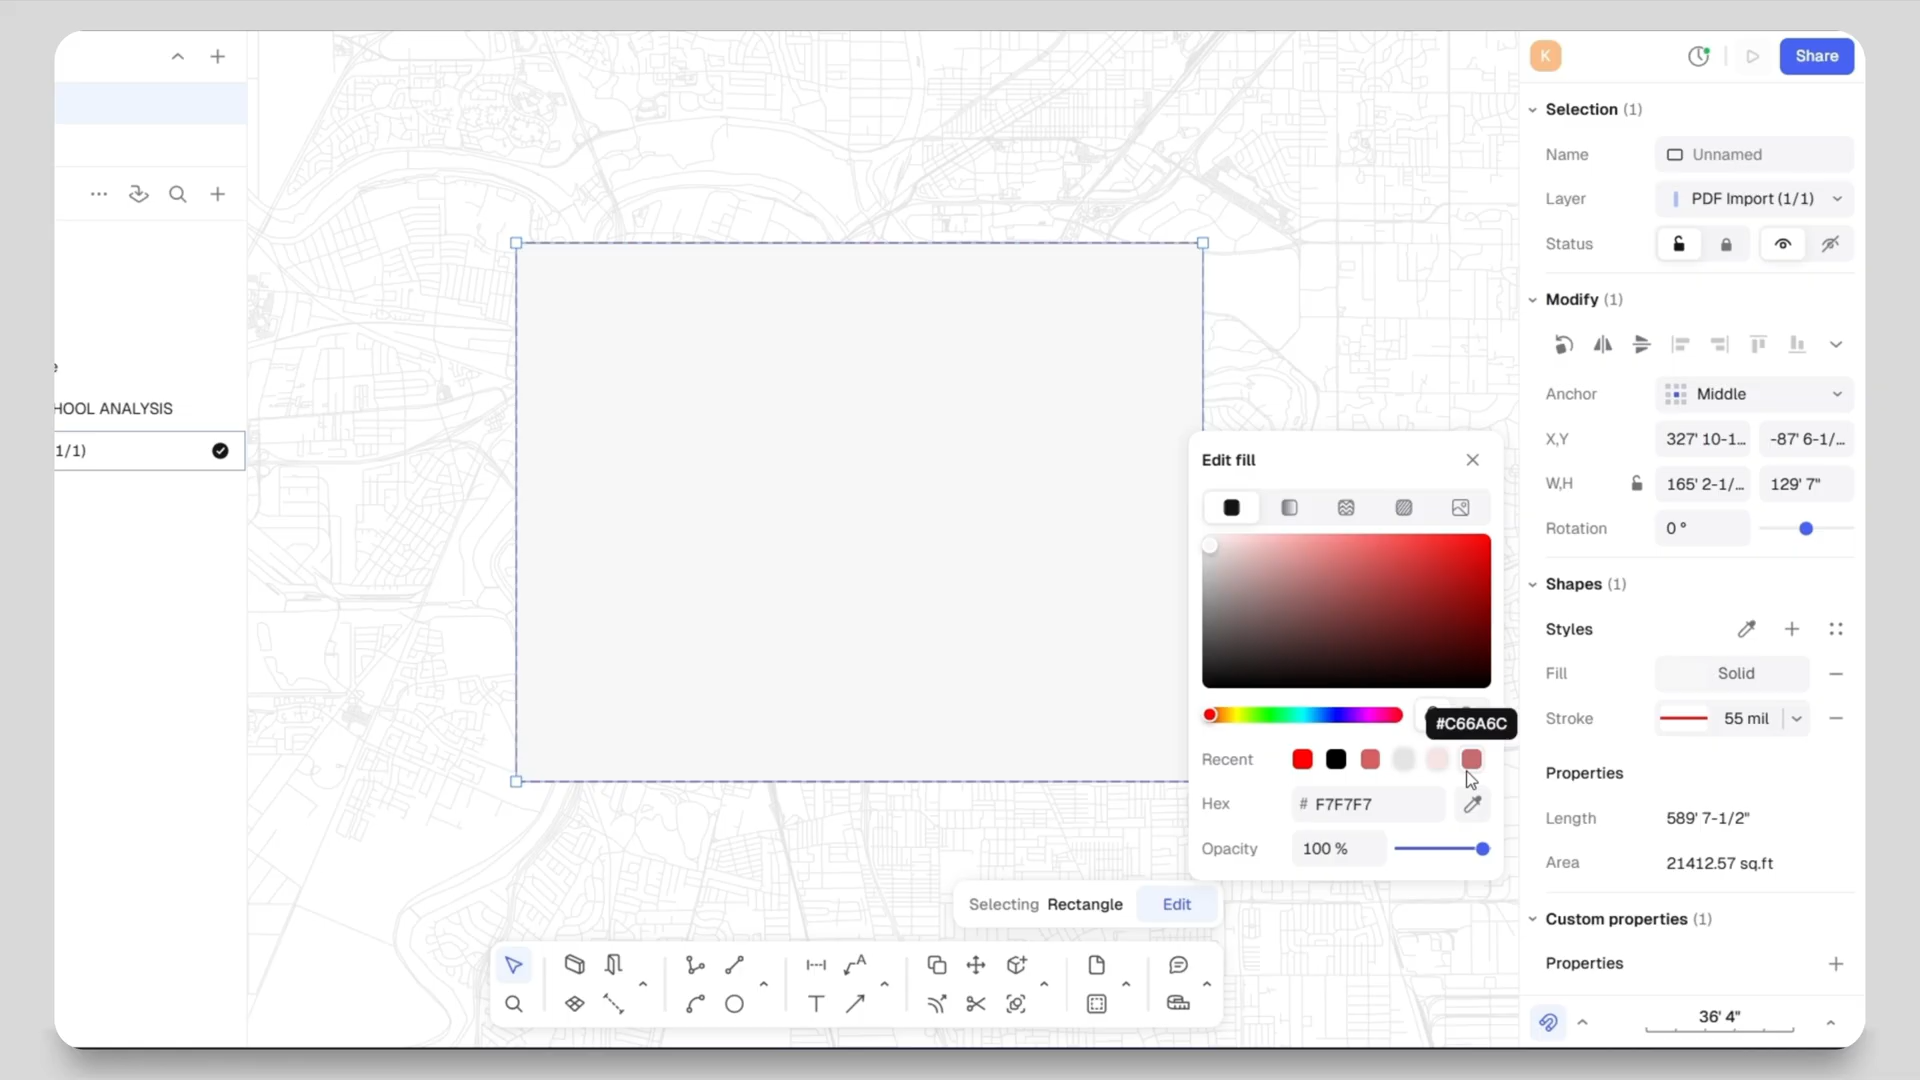 K
Share
Selection (1)
Name
Unnamed
Layer
PDF Import (1/1)
Status
Modify (1)
Anchor
Middle
X,Y
327' 10-1...
-87' 6-1/...
W,H
165' 2-1/...
129' 7"
Rotation
0 °
Shapes (1)
Styles
Fill
Solid
Stroke
55 mil
Properties
Length
589' 7-1/2"
Area
21412.57 sq.ft
Custom properties (1)
Properties
36' 4"
e
HOOL ANALYSIS
1/1)
Edit fill
#C66A6C
Recent
Hex
# F7F7F7
Opacity
100 %
Selecting Rectangle
Edit